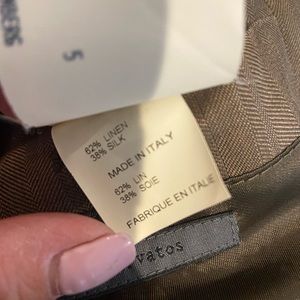 5
62% LINEN
38% SILK
MADE IN ITALY
62% LIN
38% SOIE
FABRIQUE EN ITALIE
vatos